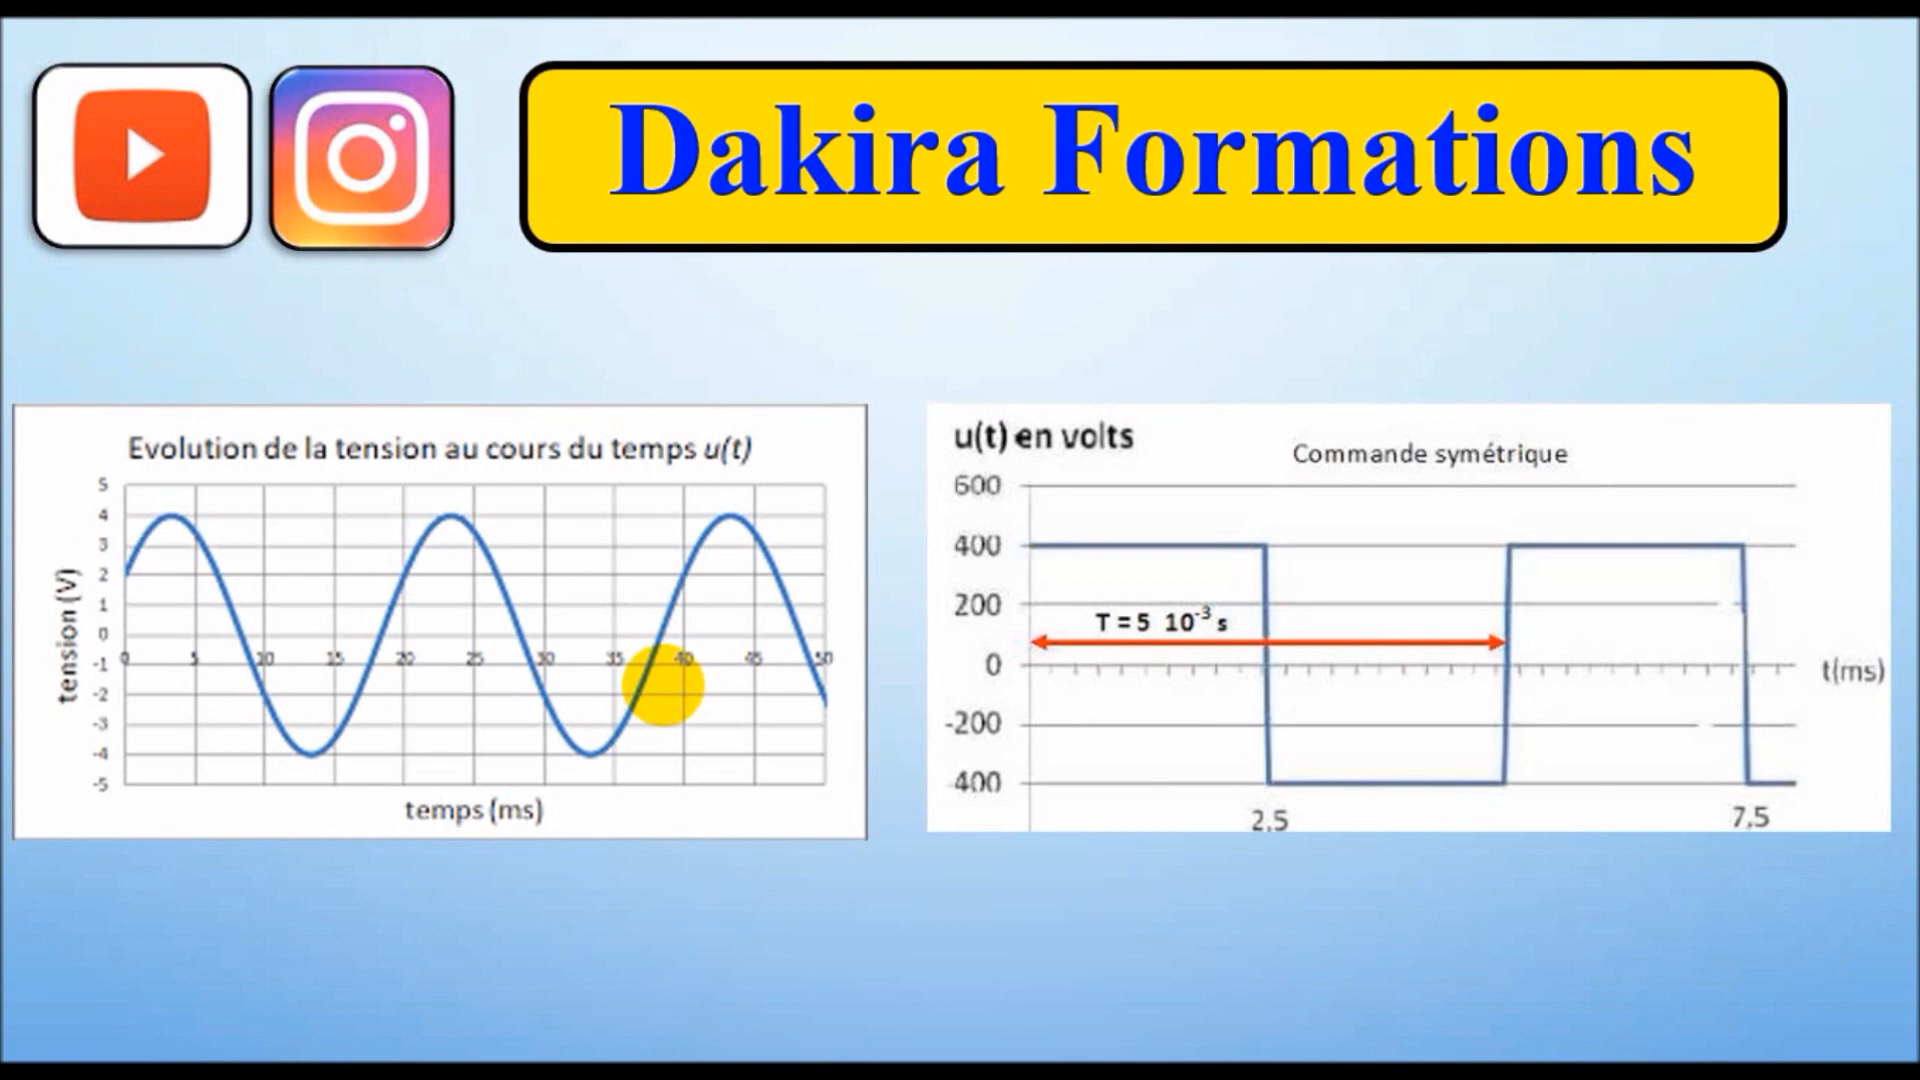 Dakira Formations
Evolution de la tension au cours du temps u(t)
5
4
3
2
1
0
-1
-2
-3
-4
-5
tension (V)
0 5 10 15 20 25 30 35 40 45 50
temps (ms)
u(t) en volts
Commande symétrique
600
400
200
0
-200
400
T = 5 10⁻³ s
t(ms)
2,5 7,5